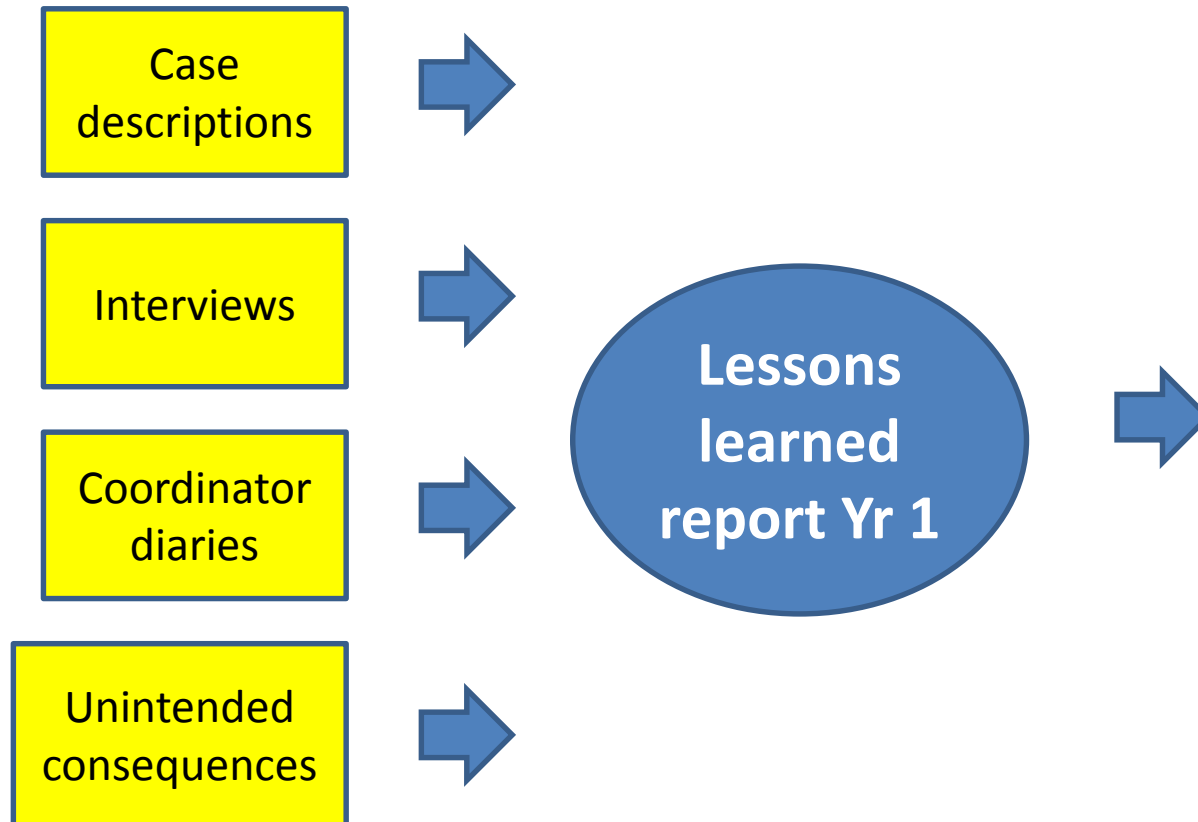 Case
descriptions
Interviews
Coordinator
diaries
Unintended
consequences
Lessons
learned
report Yr 1